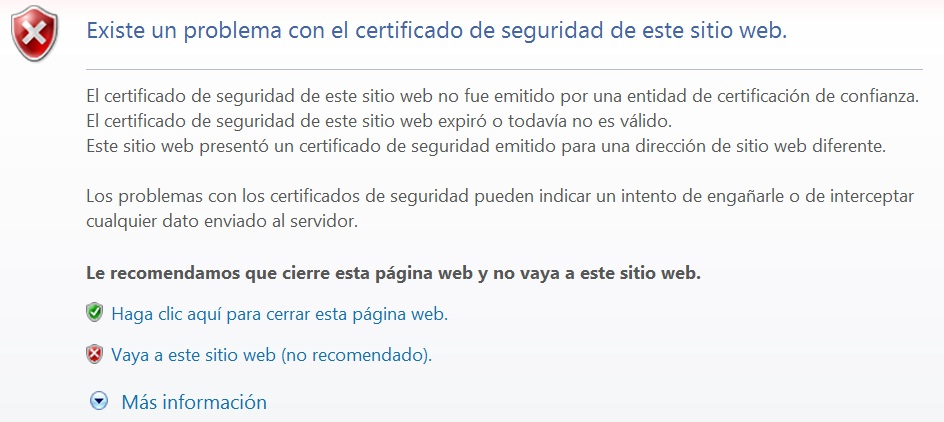 Existe un problema con el certificado de seguridad de este sitio web.
El certificado de seguridad de este sitio web no fue emitido por una entidad de certificación de confianza.
El certificado de seguridad de este sitio web expiró o todavía no es válido.
Este sitio web presentó un certificado de seguridad emitido para una dirección de sitio web diferente.
Los problemas con los certificados de seguridad pueden indicar un intento de engañarle o de interceptar
cualquier dato enviado al servidor.
Le recomendamos que cierre esta página web y no vaya a este sitio web.
Haga clic aquí para cerrar esta página web.
Vaya a este sitio web (no recomendado).
Más información